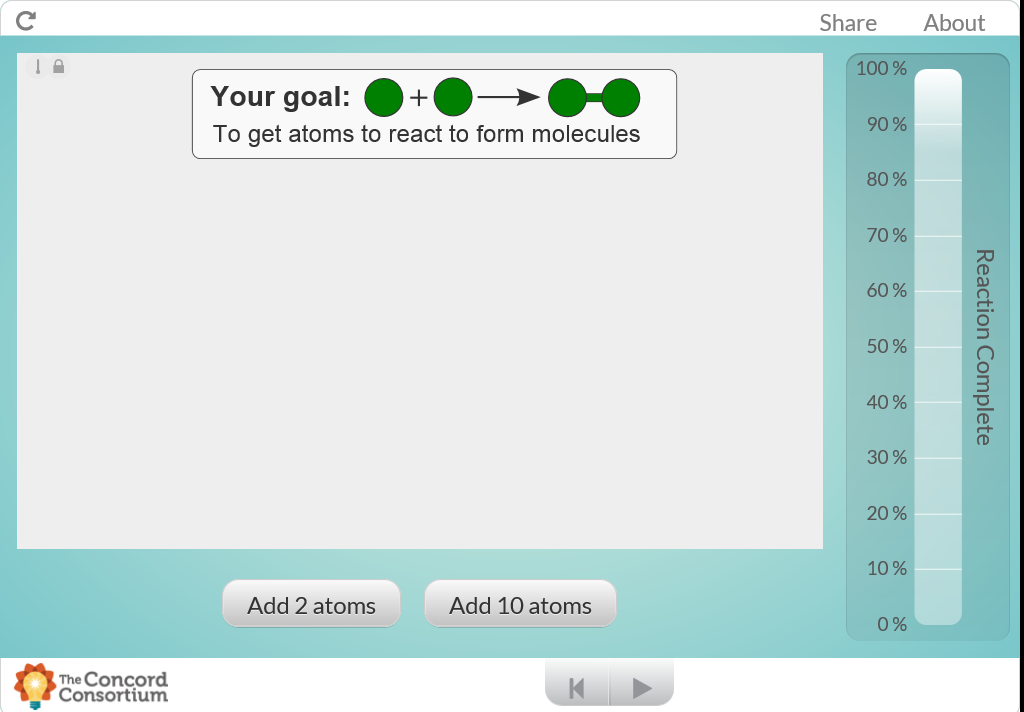 Share About
Your goal: + 
To get atoms to react to form molecules
100 %
90 %
80 %
70 %
60 %
50 %
40 %
30 %
20 %
10 %
0 %
Reaction Complete
Add 2 atoms
Add 10 atoms
The Concord
Consortium